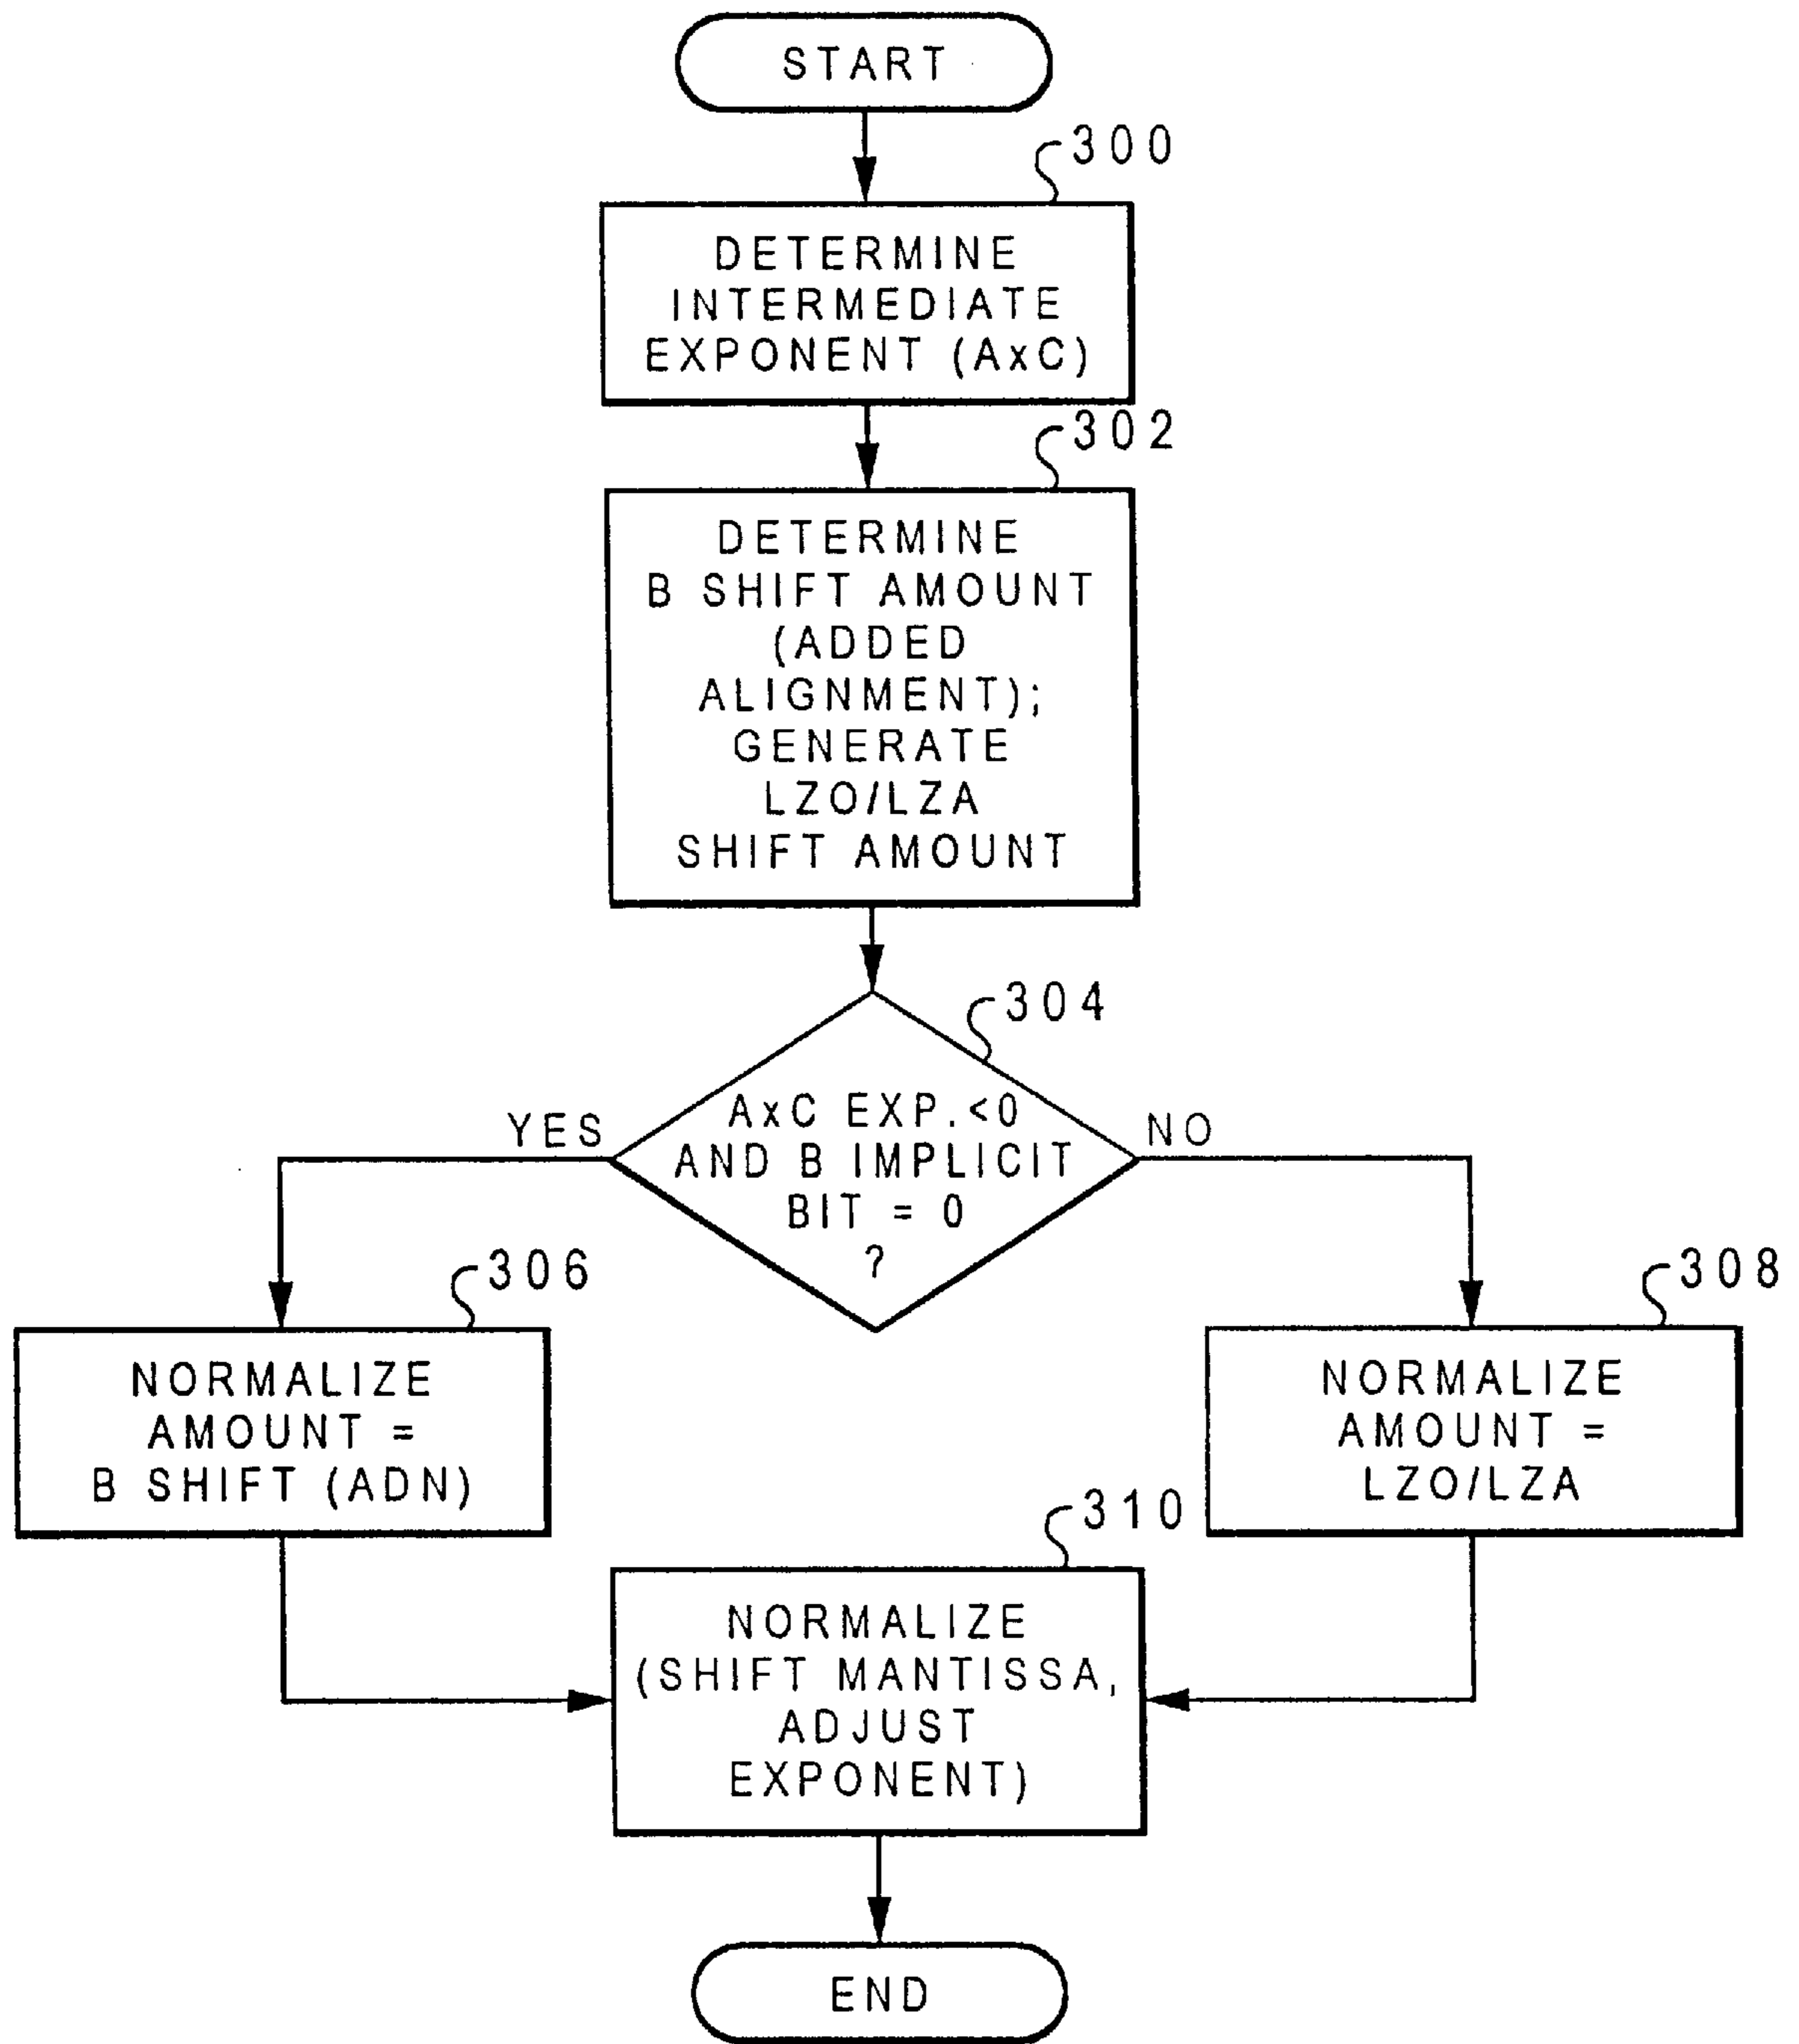 START
300
DETERMINE
INTERMEDIATE
EXPONENT (AxC)
302
DETERMINE
B SHIFT AMOUNT
(ADDED
ALIGNMENT);
GENERATE
LZO/LZA
SHIFT AMOUNT
304
AxC EXP.<0
AND B IMPLICIT
BIT = 0
?
YES
NO
306
NORMALIZE
AMOUNT =
B SHIFT (ADN)
308
NORMALIZE
AMOUNT =
LZO/LZA
310
NORMALIZE
(SHIFT MANTISSA,
ADJUST
EXPONENT)
END